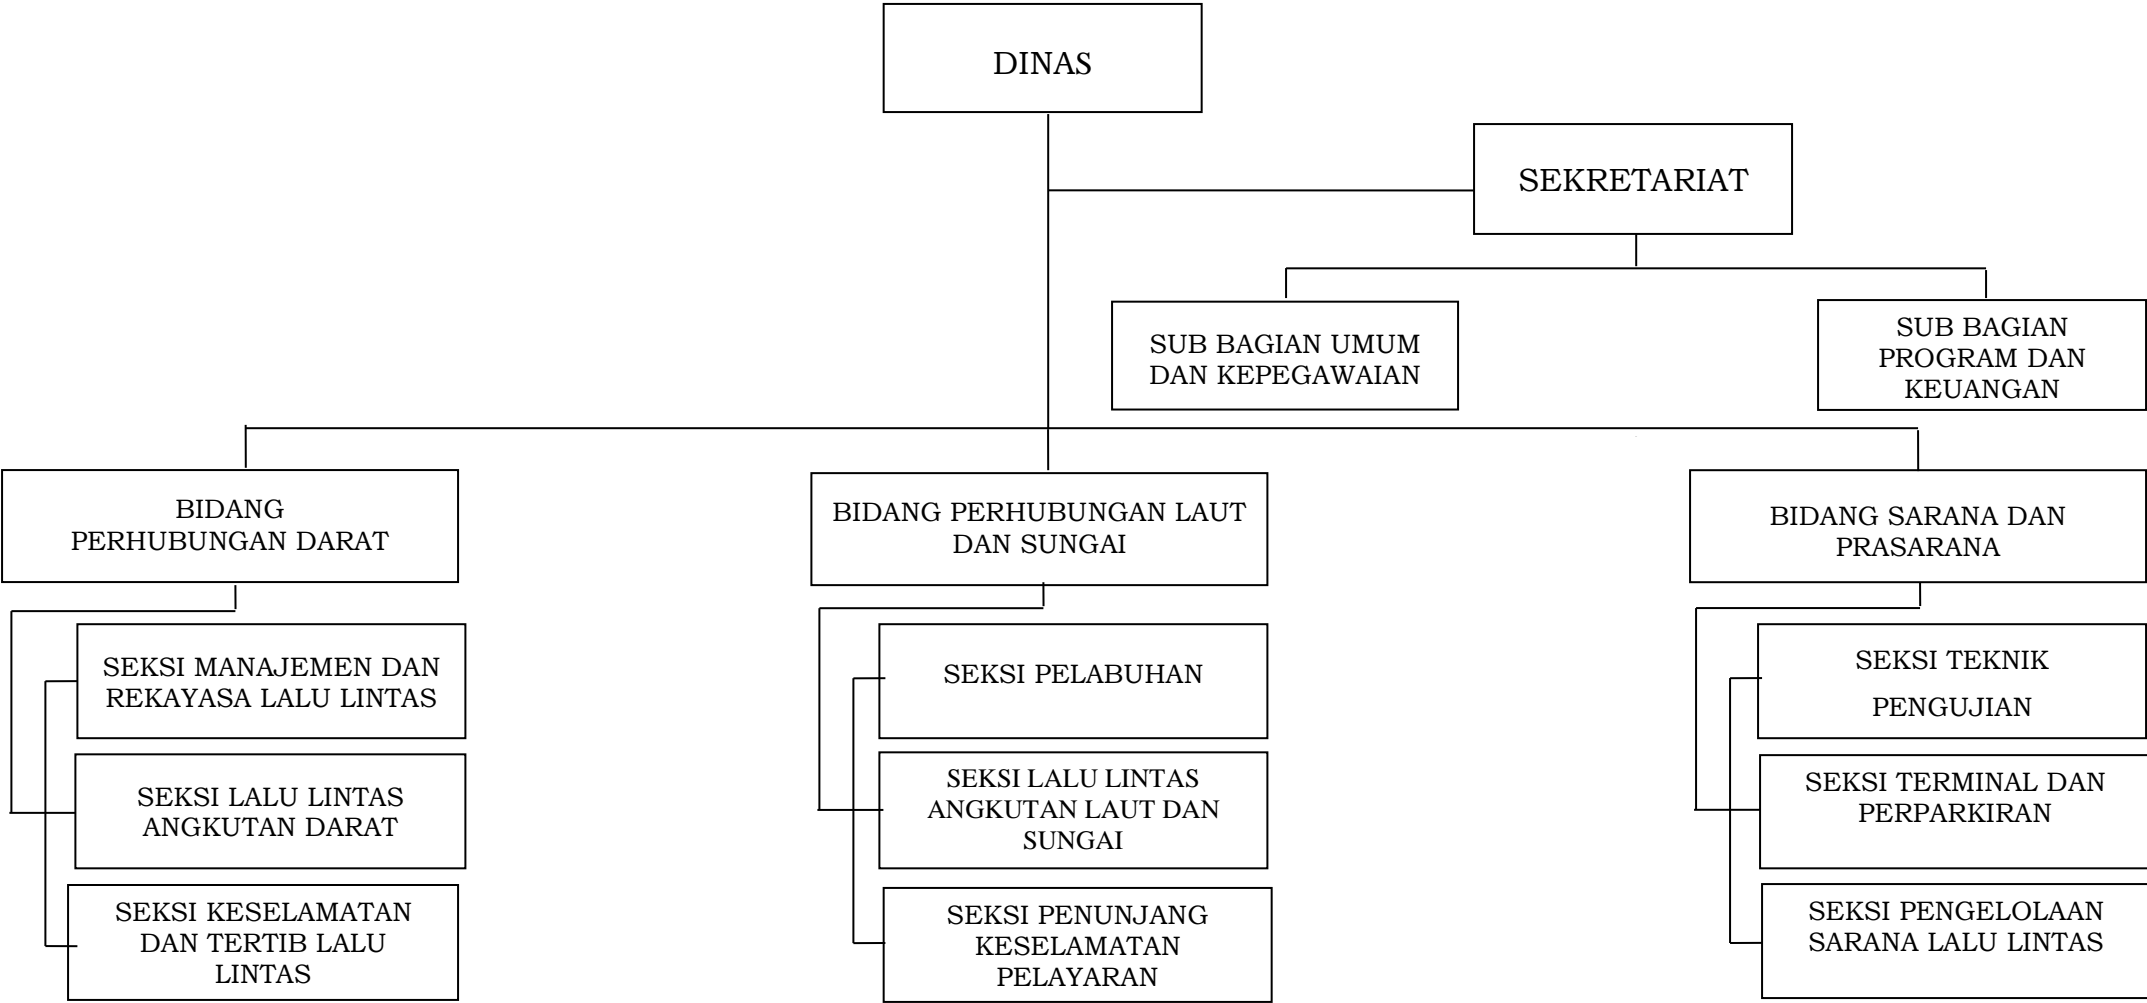 DINAS
SEKRETARIAT
SUB BAGIAN UMUM
DAN KEPEGAWAIAN
SUB BAGIAN
PROGRAM DAN
KEUANGAN
BIDANG
PERHUBUNGAN DARAT
BIDANG PERHUBUNGAN LAUT
DAN SUNGAI
BIDANG SARANA DAN
PRASARANA
SEKSI MANAJEMEN DAN
REKAYASA LALU LINTAS
SEKSI LALU LINTAS
ANGKUTAN DARAT
SEKSI KESELAMATAN
DAN TERTIB LALU
LINTAS
SEKSI PELABUHAN
SEKSI LALU LINTAS
ANGKUTAN LAUT DAN
SUNGAI
SEKSI PENUNJANG
KESELAMATAN
PELAYARAN
SEKSI TEKNIK
PENGUJIAN
SEKSI TERMINAL DAN
PERPARKIRAN
SEKSI PENGELOLAAN
SARANA LALU LINTAS